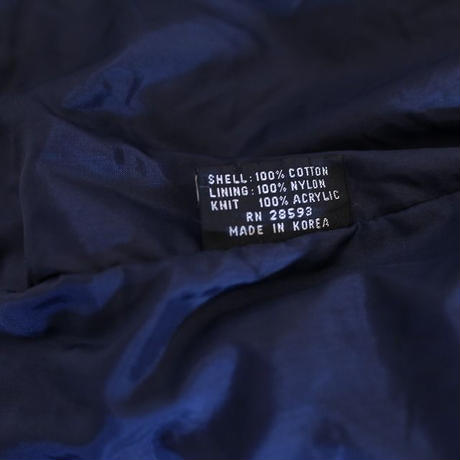 SHELL: 100% COTTON
LINING: 100% NYLON
KNIT 100% ACRYLIC
RN 28593
MADE IN KOREA